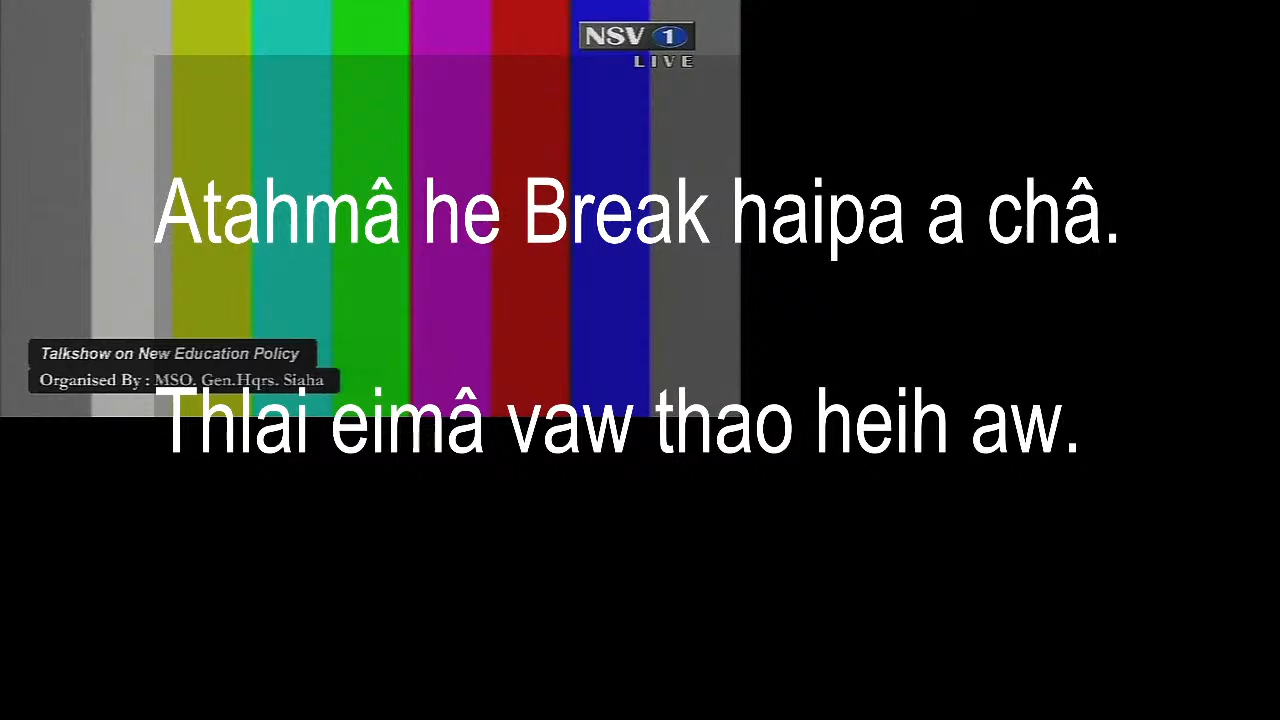 NSV 1
LIVE
Atahmâ he Break haipa a châ.
Talkshow on New Education Policy
Organised By : MSO. Gen.Hqrs. Siaha
Thlai eimâ vaw thao heih aw.